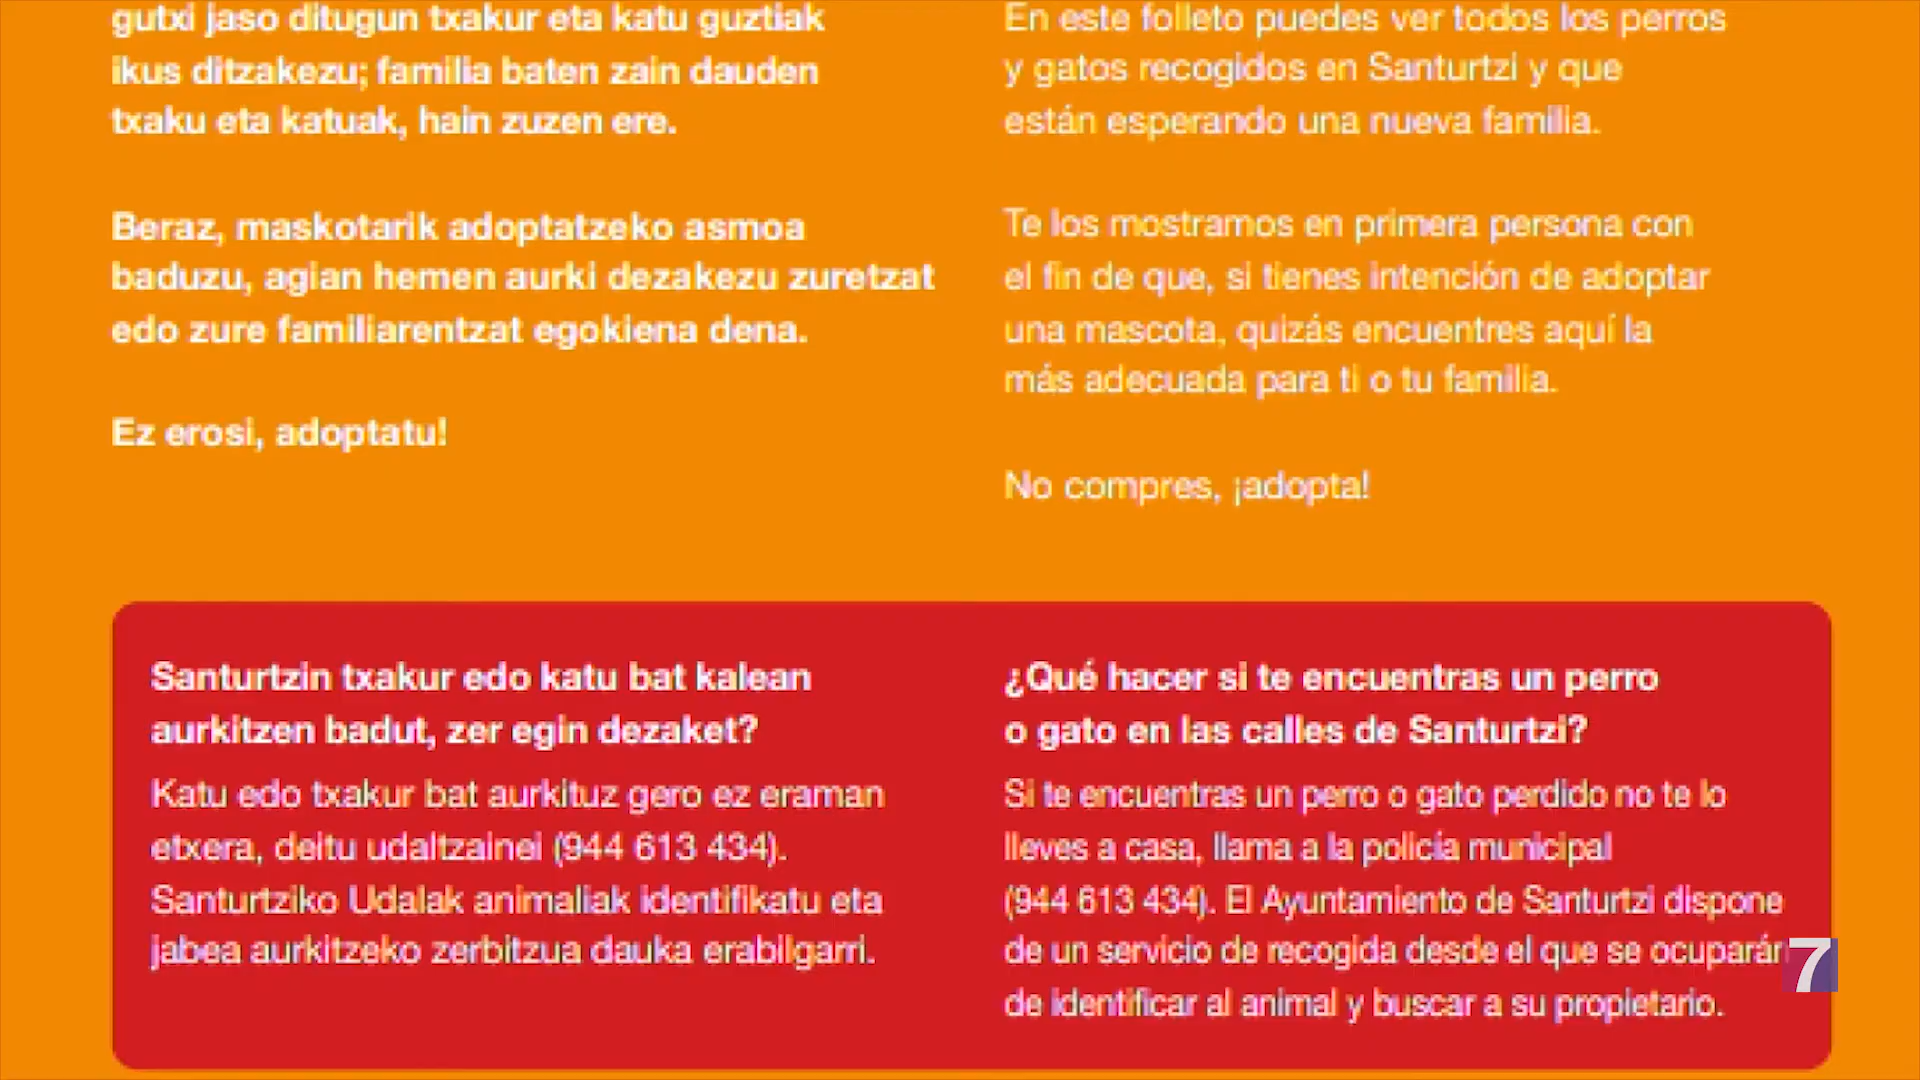 gutxi jaso ditugun txakur eta katu guztiak
ikus ditzakezu; familia baten zain dauden
txaku eta katuak, hain zuzen ere.
Beraz, maskotarik adoptatzeko asmoa
baduzu, agian hemen aurki dezakezu zuretzat
edo zure familiarentzat egokiena dena.
Ez erosi, adoptatu!
En este folleto puedes ver todos los perros
y gatos recogidos en Santurtzi y que
están esperando una nueva familia.
Te los mostramos en primera persona con
el fin de que, si tienes intención de adoptar
una mascota, quizás encuentres aquí la
más adecuada para ti o tu familia.
No compres, ¡adopta!
Santurtzin txakur edo katu bat kalean
aurkitzen badut, zer egin dezaket?
Katu edo txakur bat aurkituz gero ez eraman
etxera, deitu udaltzainei (944 613 434).
Santurtziko Udalak animaliak identifikatu eta
jabea aurkitzeko zerbitzua dauka erabilgarri.
¿Qué hacer si te encuentras un perro
o gato en las calles de Santurtzi?
Si te encuentras un perro o gato perdido no te lo
lleves a casa, llama a la policía municipal
(944 613 434). El Ayuntamiento de Santurtzi dispone
de un servicio de recogida desde el que se ocuparán
de identificar al animal y buscar a su propietario.
7